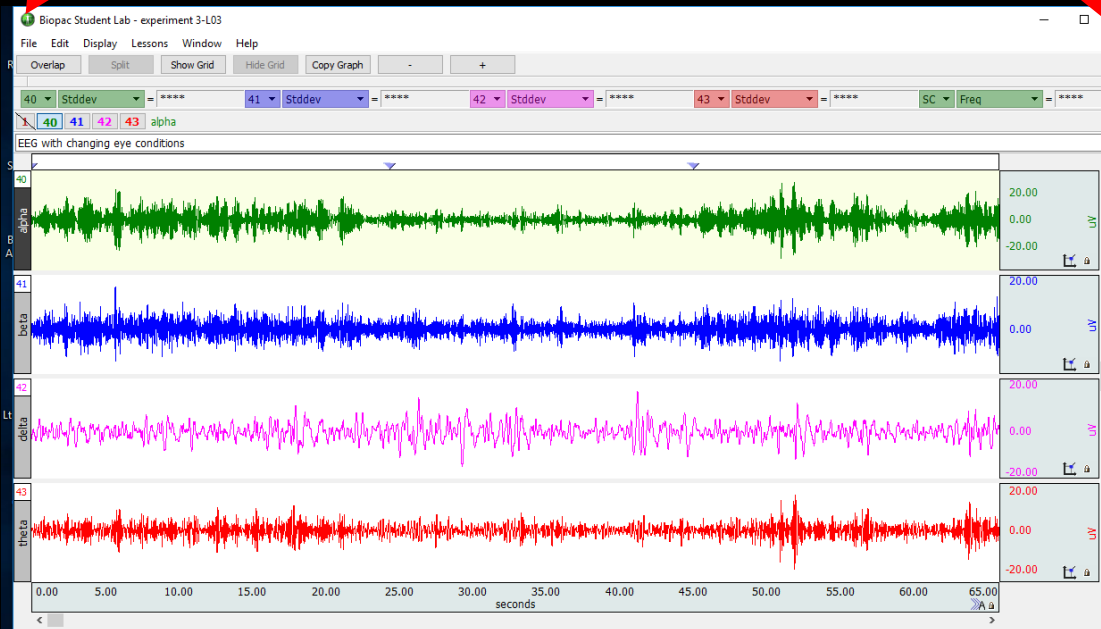 Biopac Student Lab - experiment 3-L03
File Edit Display Lessons Window Help
Overlap Split Show Grid Hide Grid Copy Graph - +
40 Stddev = **** 41 Stddev = **** 42 Stddev = **** 43 Stddev = **** SC Freq = ****
1 40 41 42 43 alpha
EEG with changing eye conditions
40
alpha
20.00
0.00
-20.00
uV
41
beta
20.00
0.00
uV
42
delta
20.00
0.00
-20.00
uV
43
theta
20.00
0.00
-20.00
uV
0.00 5.00 10.00 15.00 20.00 25.00 30.00 35.00 40.00 45.00 50.00 55.00 60.00 65.00
seconds
A